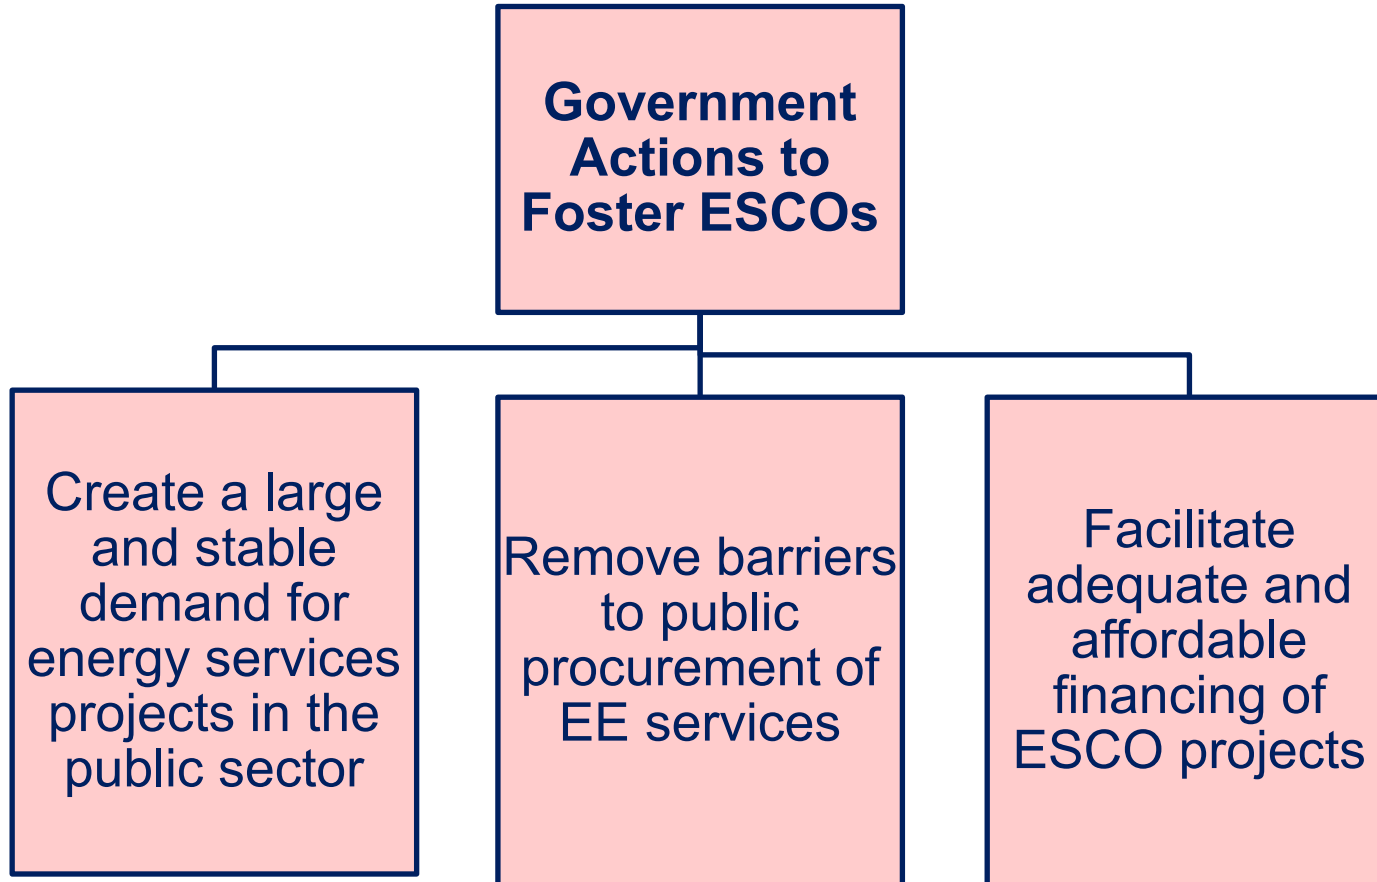 Government
Actions to
Foster ESCOs
Create a large
and stable
demand for
energy services
projects in the
public sector
Remove barriers
to public
procurement of
EE services
Facilitate
adequate and
affordable
financing of
ESCO projects